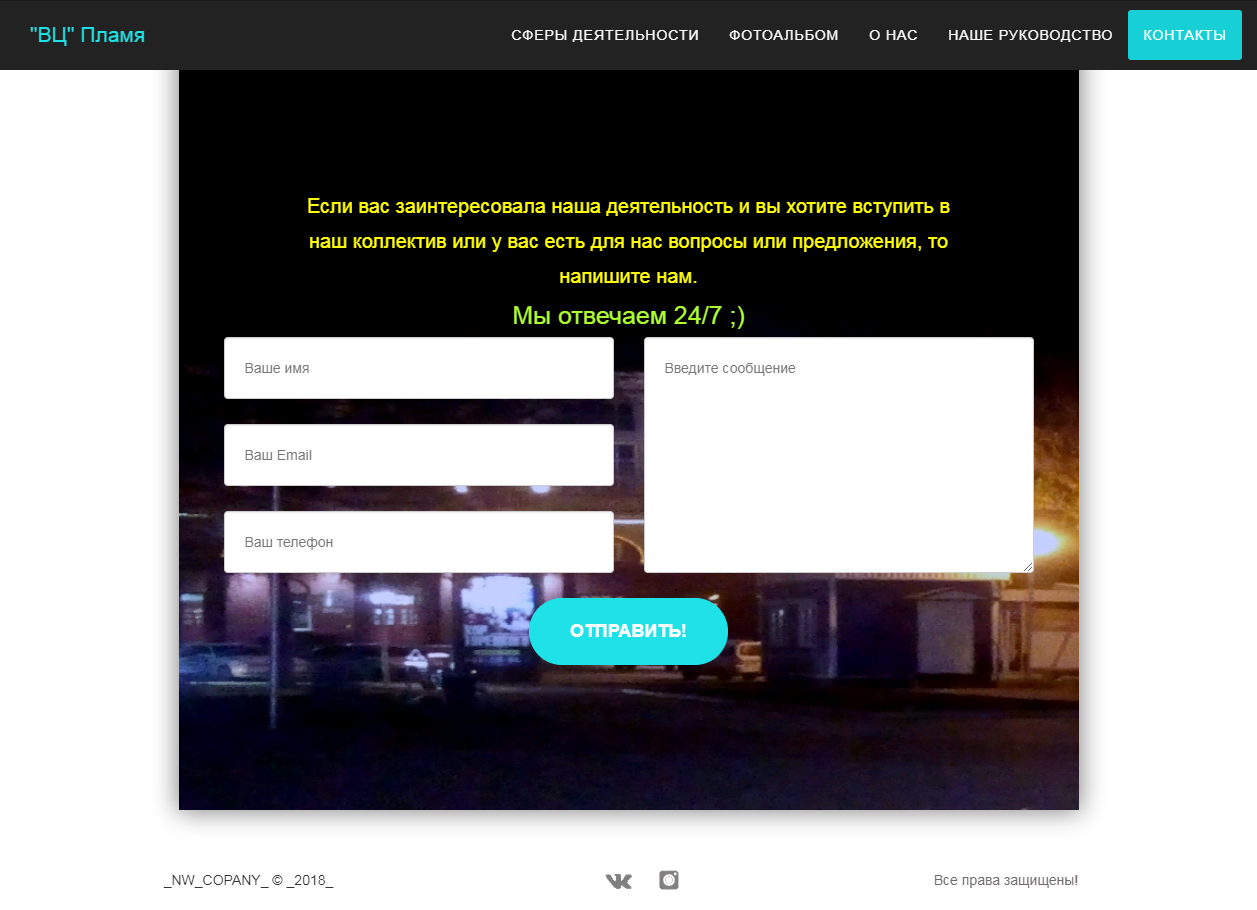 "ВЦ" Пламя
СФЕРЫ ДЕЯТЕЛЬНОСТИ
ФОТОАЛЬБОМ
О НАС
НАШЕ РУКОВОДСТВО
КОНТАКТЫ
Если вас заинтересовала наша деятельность и вы хотите вступить в
наш коллектив или у вас есть для нас вопросы или предложения, то
напишите нам.
Мы отвечаем 24/7 ;)
Ваше имя
Введите сообщение
Ваш Email
Ваш телефон
ОТПРАВИТЬ!
_NW_COPANY_ © _2018_
Все права защищены!